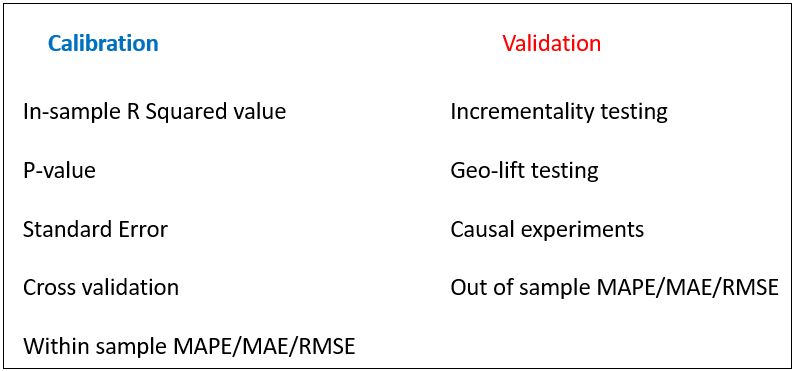 Calibration
Validation
In-sample R Squared value
Incrementality testing
P-value
Geo-lift testing
Standard Error
Causal experiments
Cross validation
Out of sample MAPE/MAE/RMSE
Within sample MAPE/MAE/RMSE